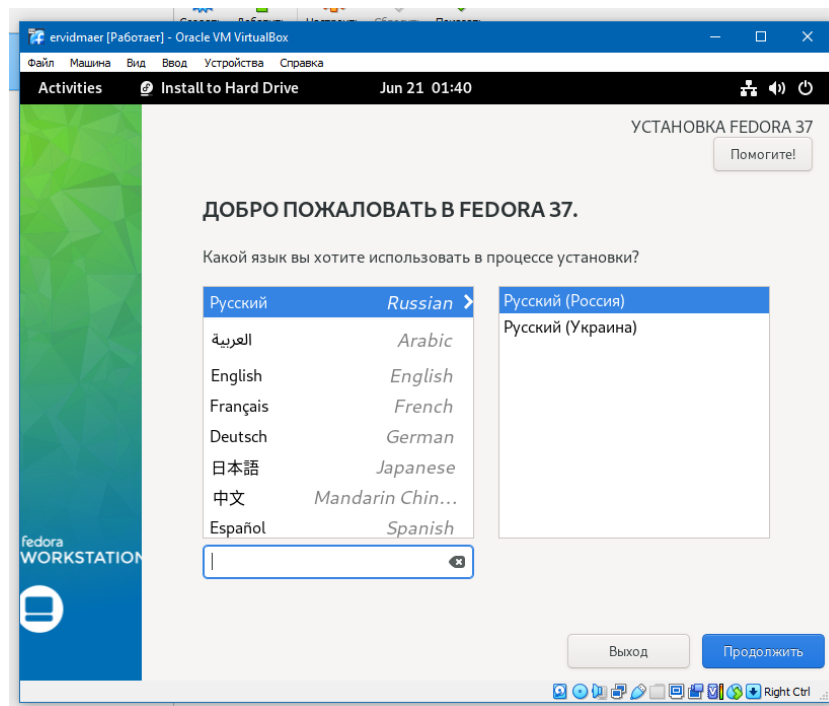 ervidmaer [Работает] - Oracle VM VirtualBox
Файл Машина Вид Ввод Устройства Справка
Activities Install to Hard Drive Jun 21 01:40
УСТАНОВКА FEDORA 37
Помогите!
ДОБРО ПОЖАЛОВАТЬ В FEDORA 37.
Какой язык вы хотите использовать в процессе установки?
Русский Russian
العربية Arabic
English English
Français French
Deutsch German
日本語 Japanese
中文 Mandarin Chin...
Español Spanish
Русский (Россия)
Русский (Украина)
fedora
WORKSTATION
Выход Продолжить
Right Ctrl